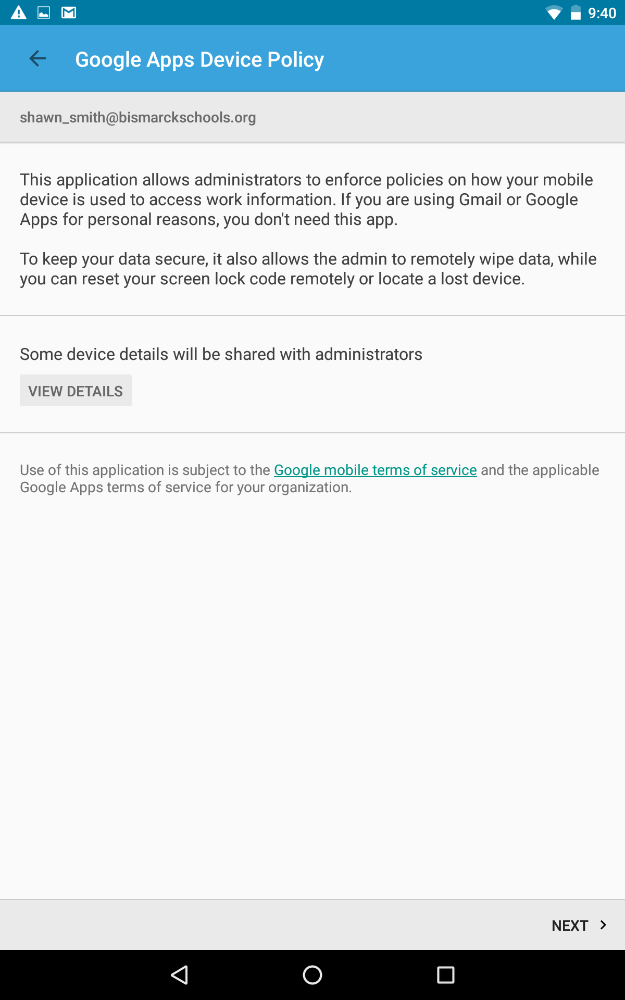 9:40
Google Apps Device Policy
shawn_smith@bismarckschools.org
This application allows administrators to enforce policies on how your mobile
device is used to access work information. If you are using Gmail or Google
Apps for personal reasons, you don't need this app.
To keep your data secure, it also allows the admin to remotely wipe data, while
you can reset your screen lock code remotely or locate a lost device.
Some device details will be shared with administrators
VIEW DETAILS
Use of this application is subject to the Google mobile terms of service and the applicable
Google Apps terms of service for your organization.
NEXT